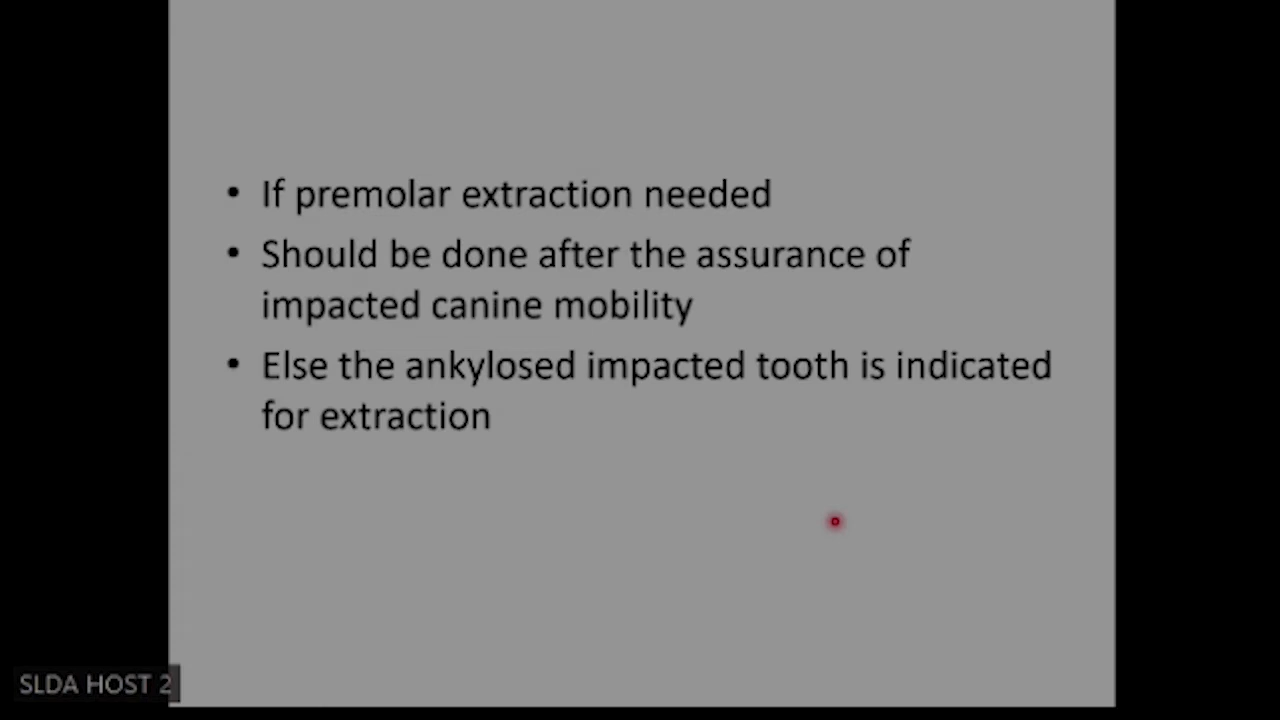 • If premolar extraction needed
• Should be done after the assurance of
impacted canine mobility
• Else the ankylosed impacted tooth is indicated
for extraction
SLDA HOST 2